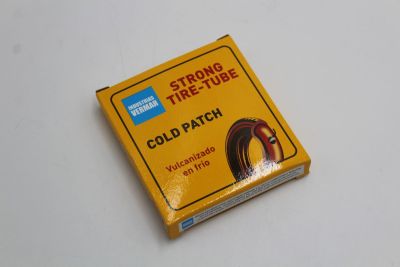 INDUSTRIAS
VERMAR
STRONG
TIRE-TUBE
COLD PATCH
Vulcanizado
en frío